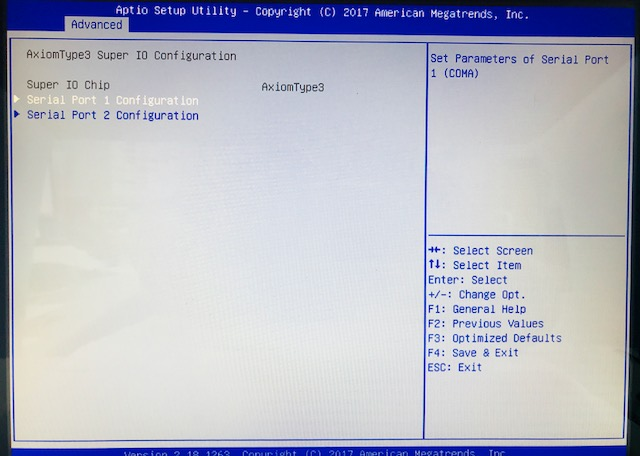 Aptio Setup Utility – Copyright (C) 2017 American Megatrends, Inc.
Advanced
AxiomType3 Super IO Configuration
Super IO Chip AxiomType3
Serial Port 1 Configuration
Serial Port 2 Configuration
Set Parameters of Serial Port
1 (COMA)
→←: Select Screen
↑↓: Select Item
Enter: Select
+/-: Change Opt.
F1: General Help
F2: Previous Values
F3: Optimized Defaults
F4: Save & Exit
ESC: Exit
Version 2.18.1263. Copyright (C) 2017 American Megatrends, Inc.